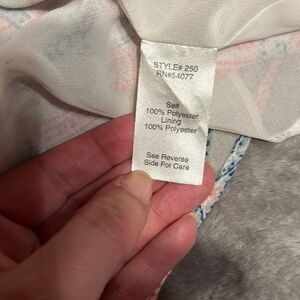 STYLE# 250
RN#54077
Self
100% Polyester
Lining
100% Polyester
See Reverse
Side For Care